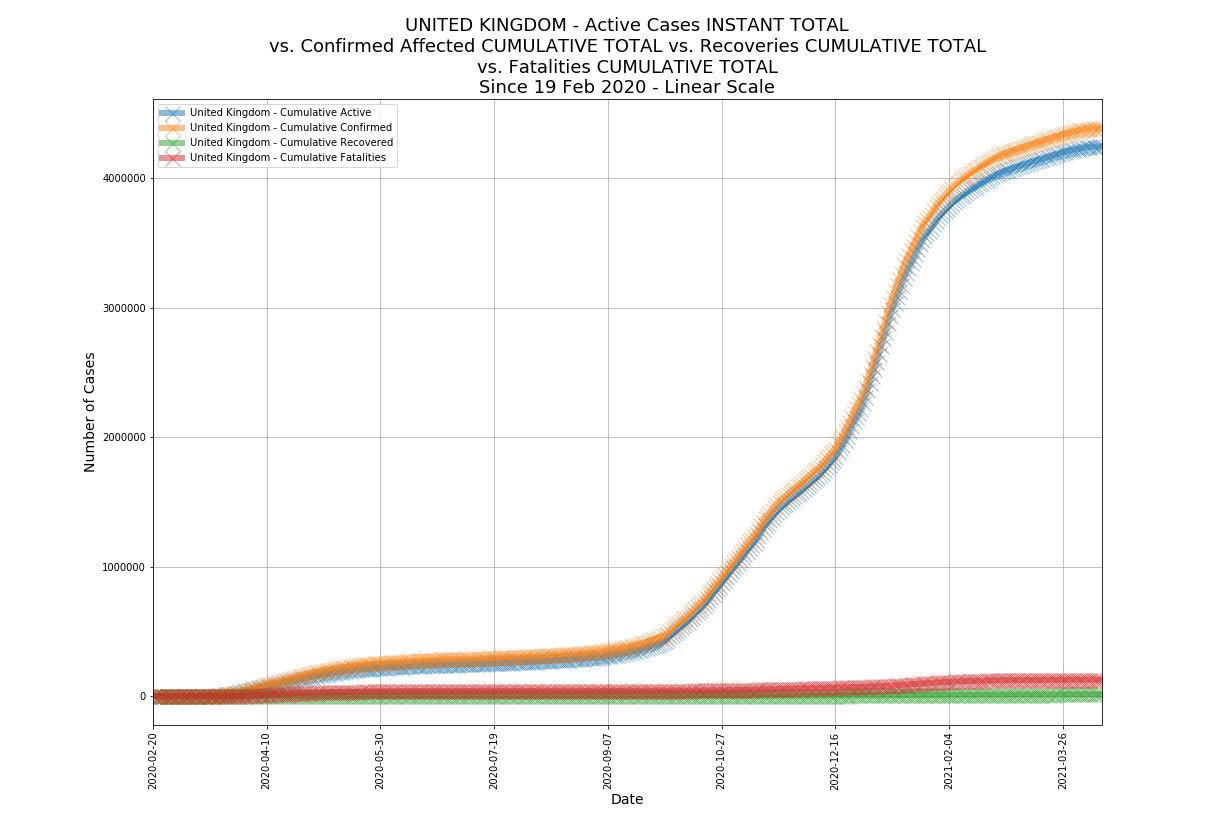 UNITED KINGDOM - Active Cases INSTANT TOTAL
vs. Confirmed Affected CUMULATIVE TOTAL vs. Recoveries CUMULATIVE TOTAL
vs. Fatalities CUMULATIVE TOTAL
Since 19 Feb 2020 - Linear Scale
United Kingdom - Cumulative Active
United Kingdom - Cumulative Confirmed
United Kingdom - Cumulative Recovered
United Kingdom - Cumulative Fatalities
Number of Cases
4000000
3000000
2000000
1000000
0
2020-02-20
2020-04-10
2020-05-30
2020-07-19
2020-09-07
2020-10-27
2020-12-16
2021-02-04
2021-03-26
Date